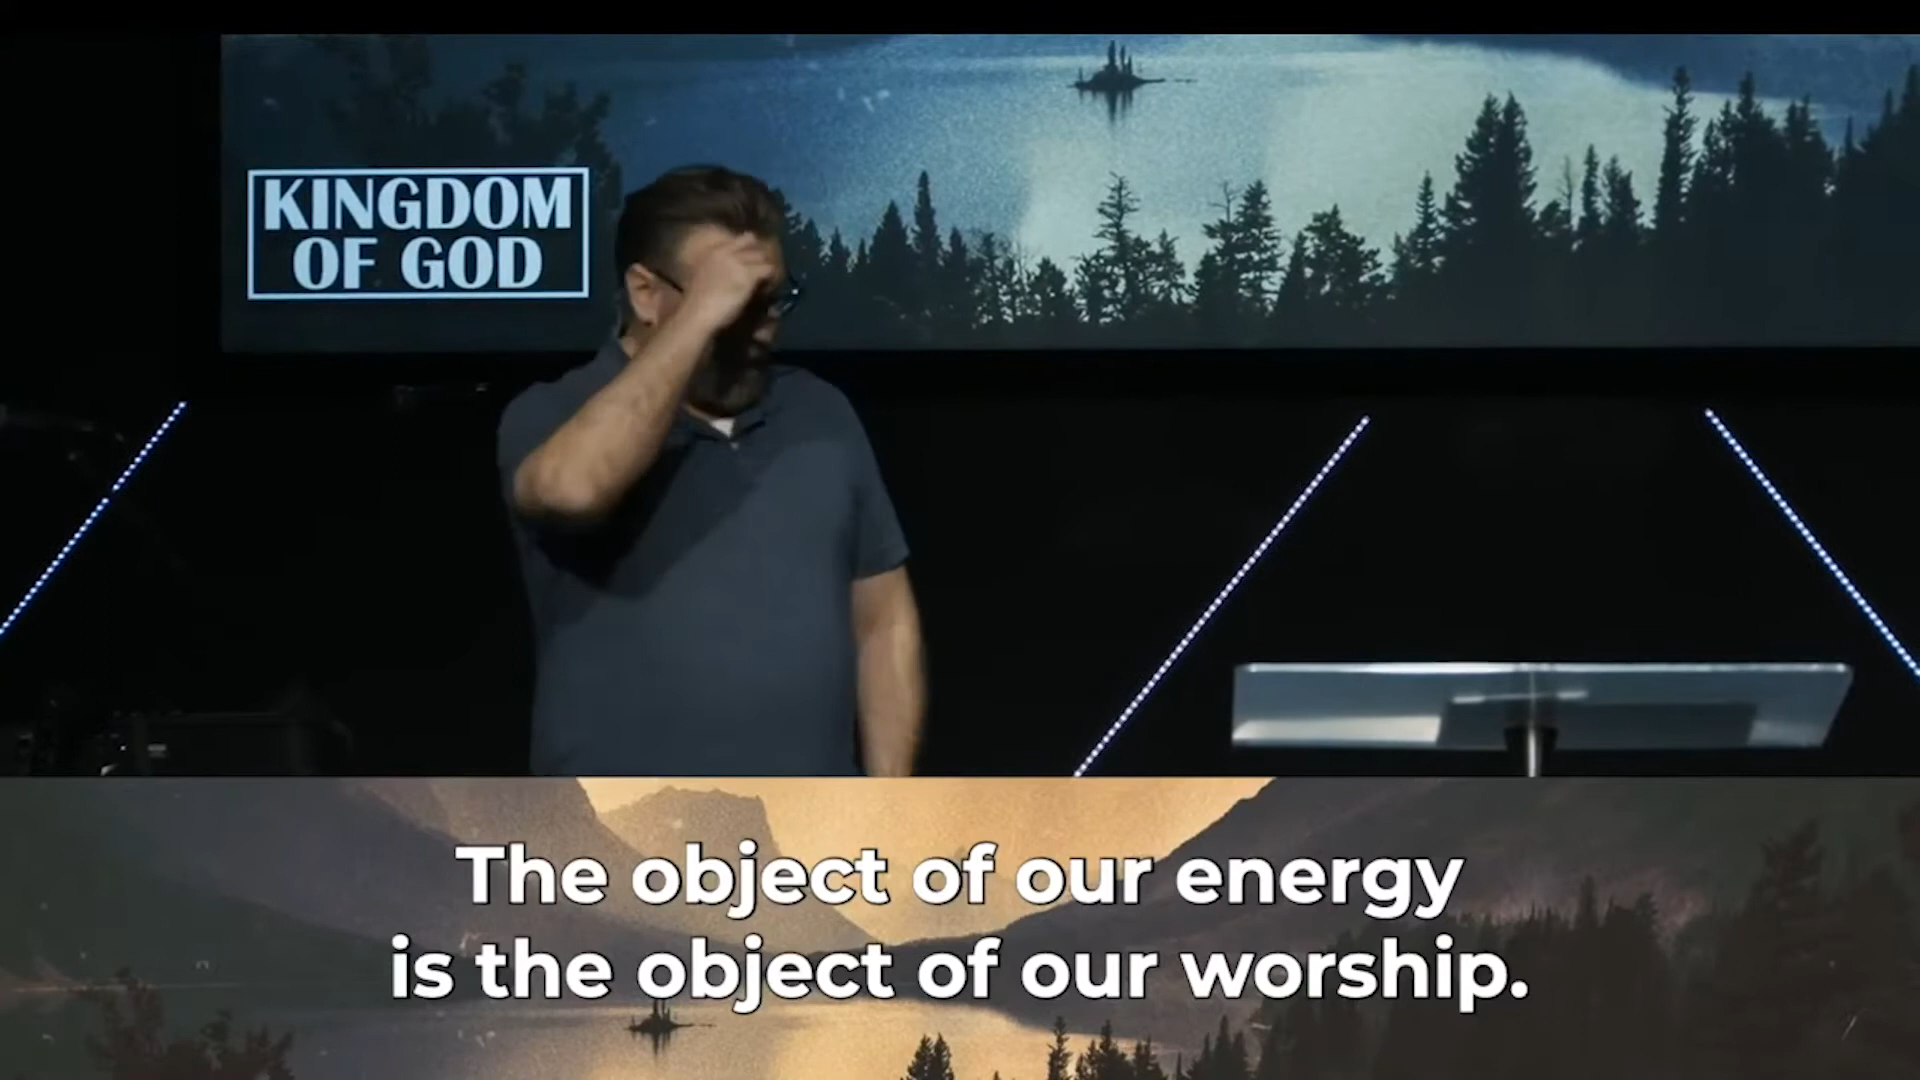 KINGDOM
OF GOD
The object of our energy
is the object of our worship.